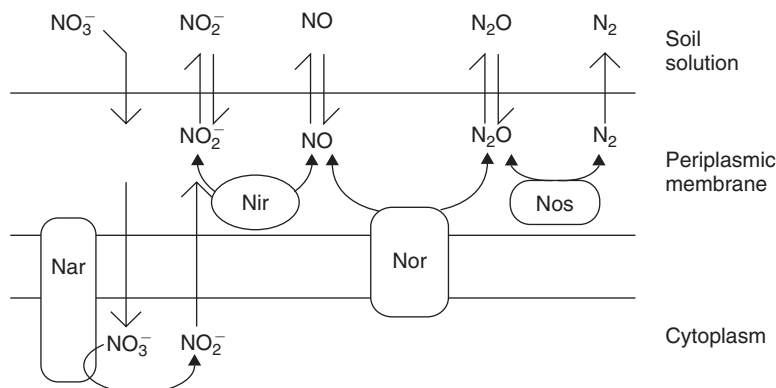 NO₃⁻ NO₂⁻ NO N₂O N₂
Soil
solution
NO₂⁻ NO N₂O N₂
Periplasmic
membrane
Nir
Nos
Nar
Nor
NO₃⁻ NO₂⁻
Cytoplasm